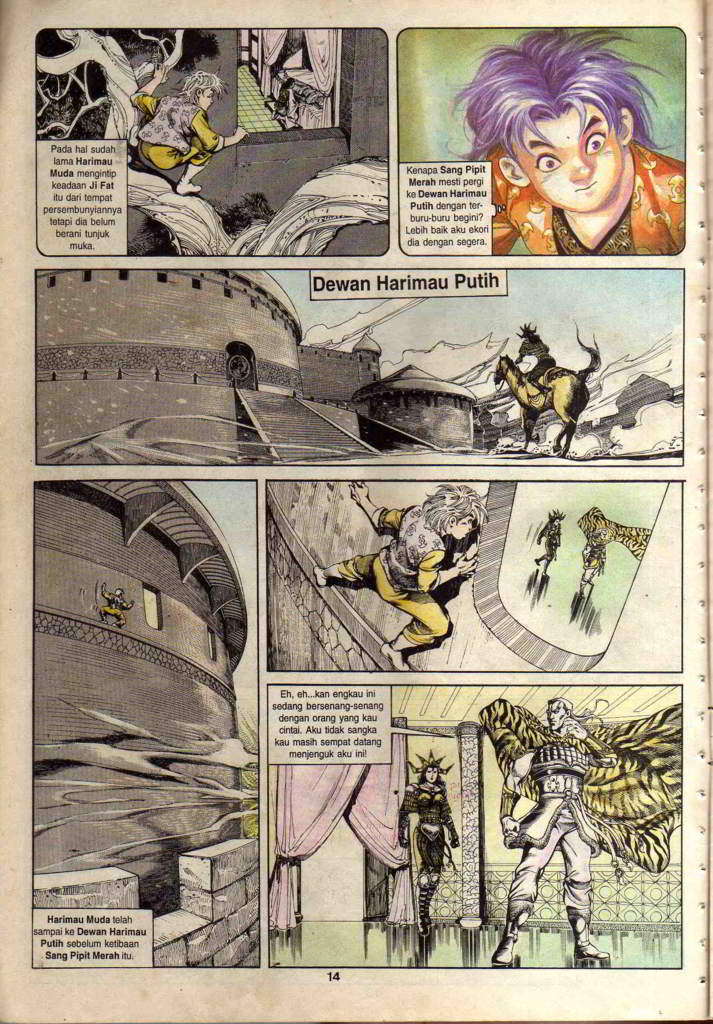 Pada hal sudah
lama Harimau
Muda mengintip
keadaan Ji Fat
itu dari tempat
persembunyiannya
tetapi dia belum
berani tunjuk
muka.
Kenapa Sang Pipit
Merah mesti pergi
ke Dewan Harimau
Putih dengan ter-
buru-buru begini?
Lebih baik aku ekori
dia dengan segera.
Dewan Harimau Putih
Harimau Muda telah
sampai ke Dewan Harimau
Putih sebelum ketibaan
Sang Pipit Merah itu.
Eh, eh...kan engkau ini
sedang bersenang-senang
dengan orang yang kau
cintai. Aku tidak sangka
kau masih sempat datang
menjenguk aku ini!
14